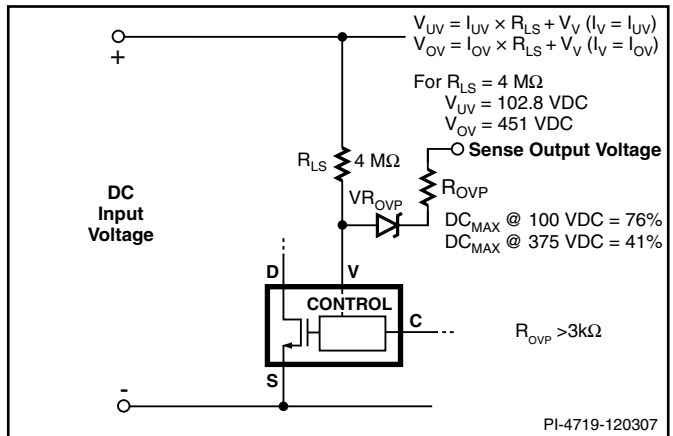 V_UV = I_UV × R_LS + V_V (I_V = I_UV)
V_OV = I_OV × R_LS + V_V (I_V = I_OV)
+
For R_LS = 4 MΩ
V_UV = 102.8 VDC
V_OV = 451 VDC
Sense Output Voltage
R_LS
4 MΩ
R_OVP
VR_OVP
DC
Input
Voltage
DC_MAX @ 100 VDC = 76%
DC_MAX @ 375 VDC = 41%
D
V
CONTROL
C
R_OVP >3kΩ
S
-
PI-4719-120307